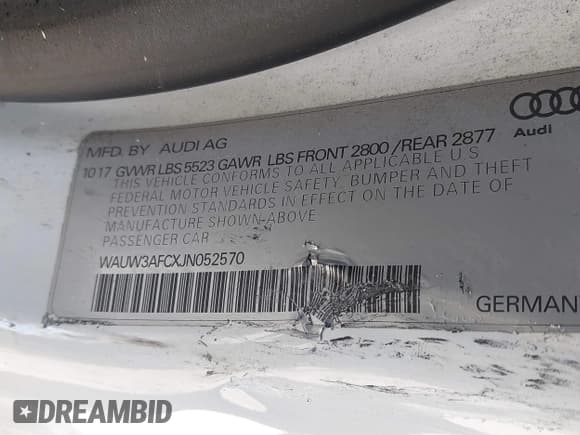 MFD. BY AUDI AG
Audi
10 17 GVWR LBS 5523 GAWR LBS FRONT 2800 /REAR 2877
THIS VEHICLE CONFORMS TO ALL APPLICABLE U S
FEDERAL MOTOR VEHICLE SAFETY, BUMPER AND THEFT
PREVENTION STANDARDS IN EFFECT ON THE DATE OF
MANUFACTURE SHOWN ABOVE
PASSENGER CAR
WAUW3AFCXJN052570
GERMAN
DREAMBID